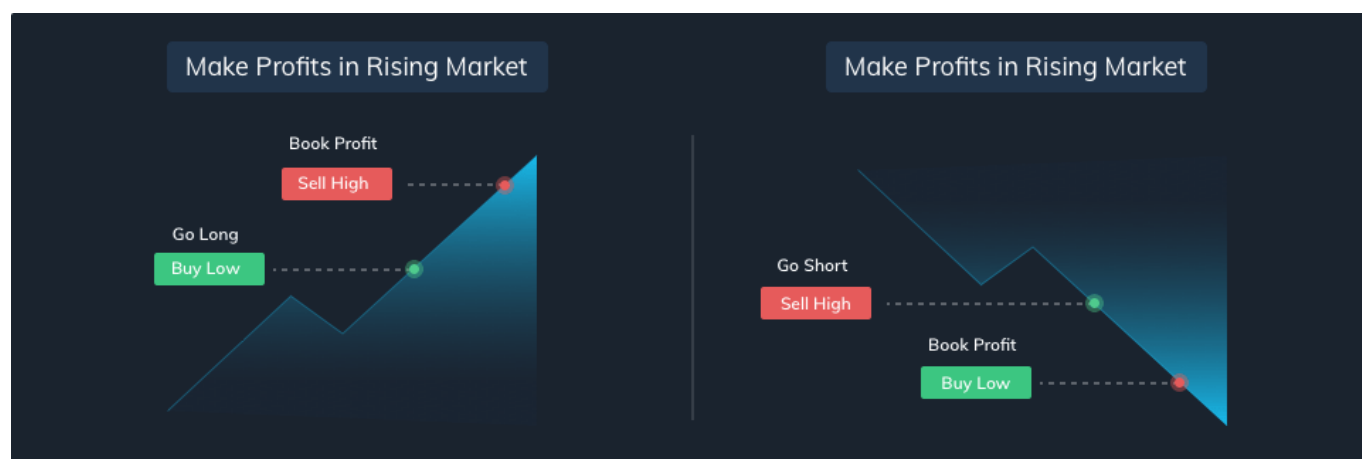 Make Profits in Rising Market
Book Profit
Sell High
Go Long
Buy Low
Make Profits in Rising Market
Go Short
Sell High
Book Profit
Buy Low